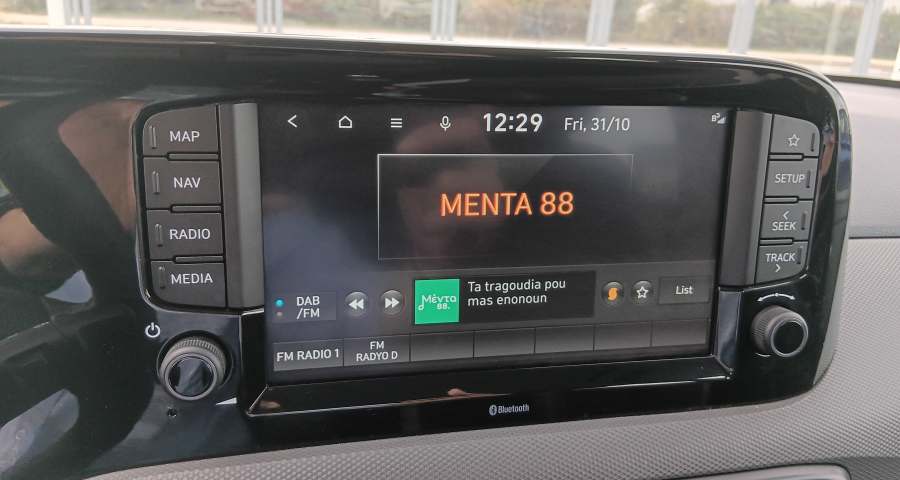 MAP
NAV
RADIO
MEDIA
12:29 Fri, 31/10
MENTA 88
DAB
/FM
Μέντα
88.
Ta tragoudia pou
mas enonoun
List
FM RADIO 1
FM
RADYO D
SETUP
SEEK
TRACK
Bluetooth